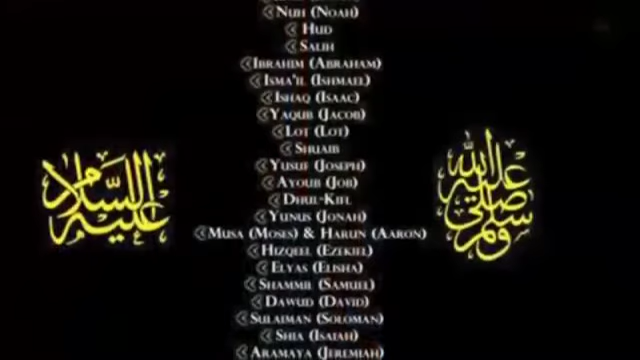 Nuh (Noah)
Hud
Salih
Ibrahim (Abraham)
Isma'il (Ishmael)
Ishaq (Isaac)
Yaqub (Jacob)
Lot (Lot)
Shuaib
Yusuf (Joseph)
Ayoub (Job)
Dhul-Kifl
Yunus (Jonah)
Musa (Moses) & Harun (Aaron)
Hizqeel (Ezekiel)
Elyas (Elisha)
Shammil (Samuel)
Dawud (David)
Sulaiman (Soloman)
Shia (Isaiah)
Aramaya (Jeremiah)
عليه السلام
صلى الله عليه وسلم